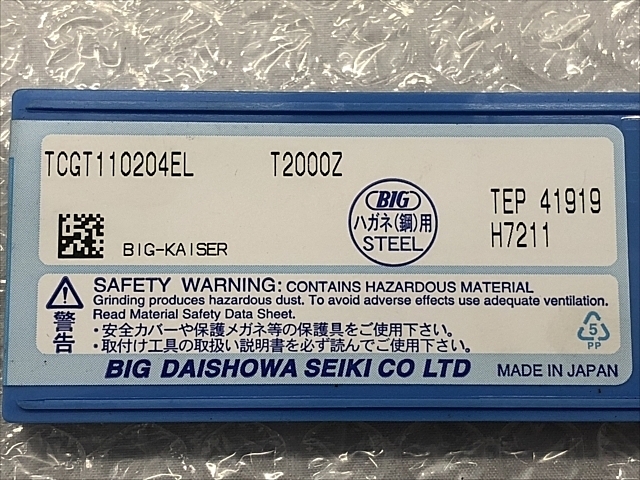 TCGT110204EL T2000Z
BIG
ハガネ(鋼)用
STEEL
TEP 41919
H7211
BIG-KAISER
警告
SAFETY WARNING: CONTAINS HAZARDOUS MATERIAL
Grinding produces hazardous dust. To avoid adverse effects use adequate ventilation.
Read Material Safety Data Sheet.
・安全カバーや保護メガネ等の保護具をご使用下さい。
・取付け工具の取扱い説明書を必ず読んでご使用下さい。
5
PP
BIG DAISHOWA SEIKI CO LTD MADE IN JAPAN